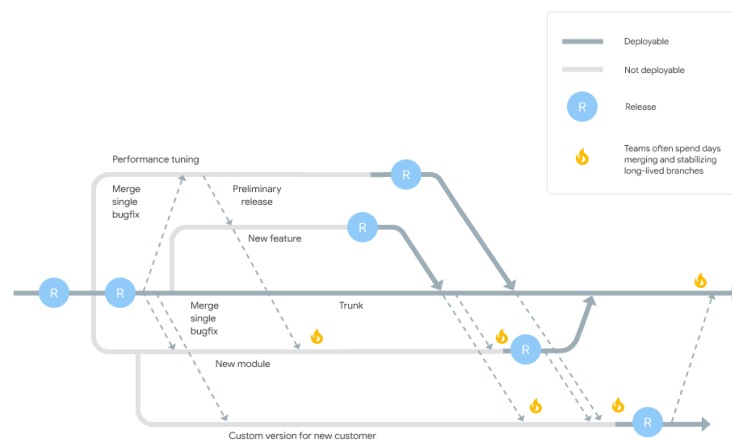 Deployable
Not deployable
R
Release
Teams often spend days
merging and stabilizing
long-lived branches
Performance tuning
R
Merge
single
bugfix
Preliminary
release
R
New feature
R
R
Merge
single
bugfix
Trunk
R
New module
R
Custom version for new customer